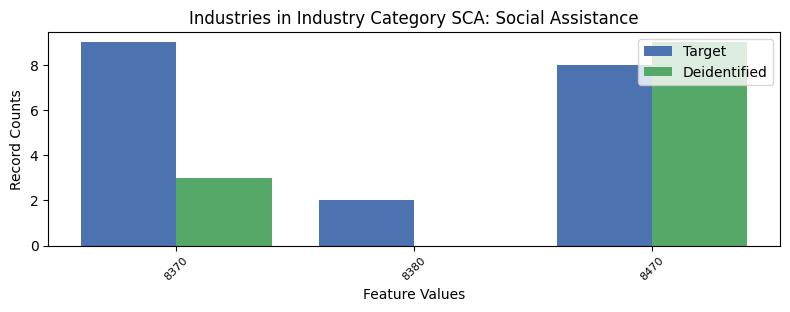 Industries in Industry Category SCA: Social Assistance
Target
Deidentified
Record Counts
8
6
4
2
0
8370
8380
8470
Feature Values